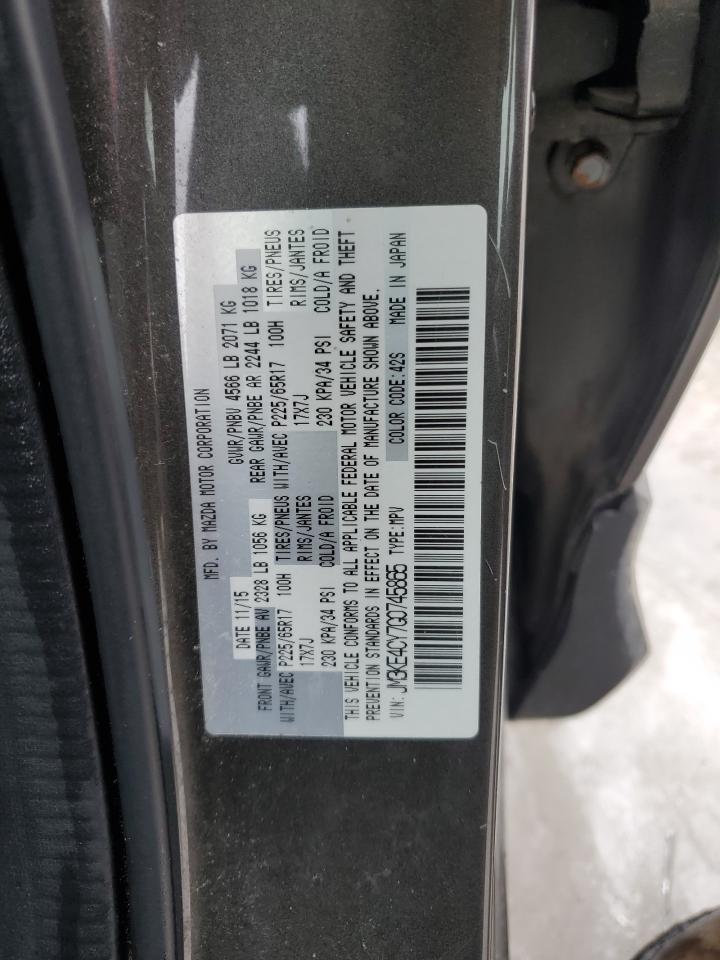 MFD. BY MAZDA MOTOR CORPORATION
DATE 11/15 GVWR/PNBV 4566 LB 2071 KG
FRONT GAWR/PNBE AV 2328 LB 1056 KG REAR GAWR/PNBE AR 2244 LB 1018 KG
WITH/AVEC P225/65R17 100H TIRES/PNEUS WITH/AVEC P225/65R17 100H TIRES/PNEUS
17X7J RIMS/JANTES 17X7J RIMS/JANTES
230 KPA/34 PSI COLD/A FROID 230 KPA/34 PSI COLD/A FROID
THIS VEHICLE CONFORMS TO ALL APPLICABLE FEDERAL MOTOR VEHICLE SAFETY AND THEFT
PREVENTION STANDARDS IN EFFECT ON THE DATE OF MANUFACTURE SHOWN ABOVE.
VIN: JM3KE4CY7G0745865 TYPE:MPV COLOR CODE:42S MADE IN JAPAN